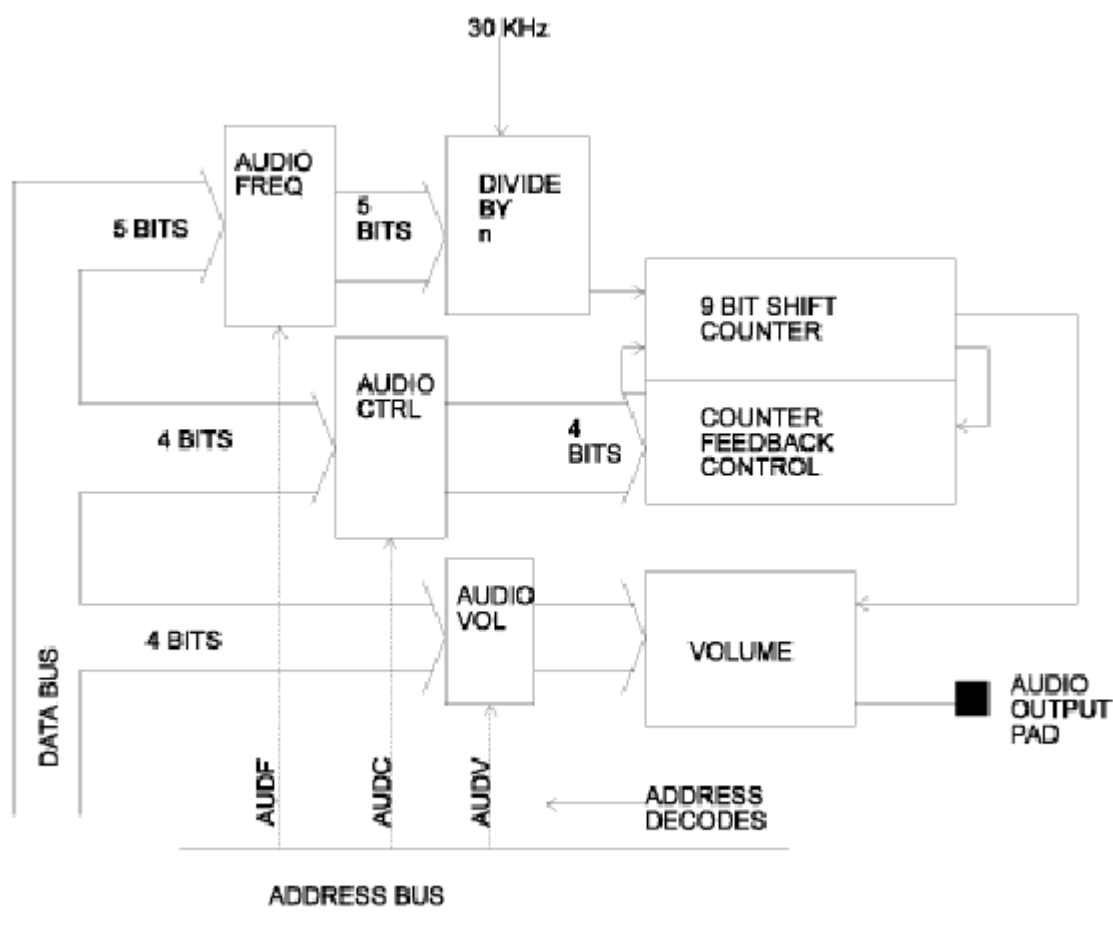 30 KHz
AUDIO
FREQ
5 BITS
5
BITS
DIVIDE
BY
n
9 BIT SHIFT
COUNTER
AUDIO
CTRL
4 BITS
4
BITS
COUNTER
FEEDBACK
CONTROL
AUDIO
VOL
4 BITS
VOLUME
AUDIO
OUTPUT
PAD
DATA BUS
AUDF
AUDC
AUDV
ADDRESS
DECODES
ADDRESS BUS